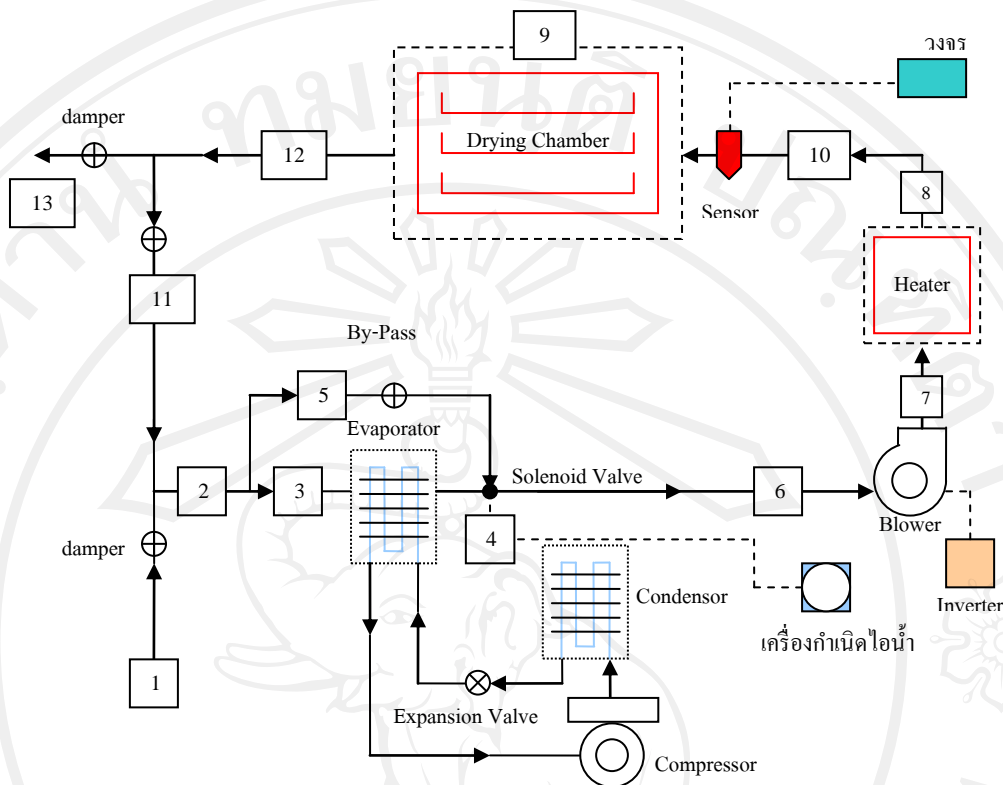 9
วงจร
damper
12
Drying Chamber
10
8
13
Sensor
11
Heater
By-Pass
5
7
Evaporator
2
3
Solenoid Valve
6
Blower
damper
4
Condensor
Inverter
เครื่องกำเนิดไอน้ำ
1
Expansion Valve
Compressor